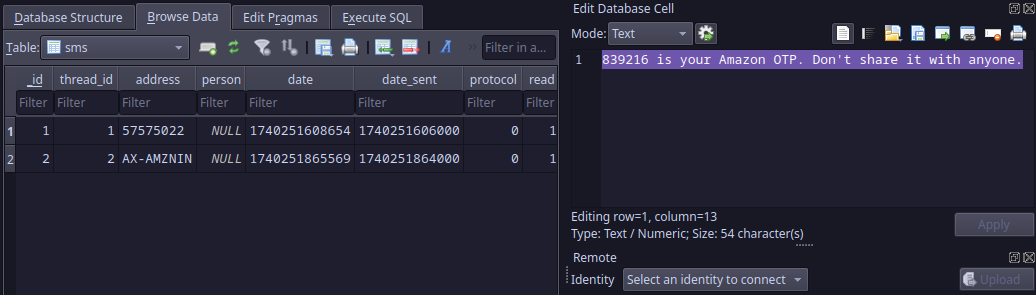 Database Structure Browse Data Edit Pragmas Execute SQL
Table: sms Filter in a...
_id thread_id address person date date_sent protocol read
Filter Filter Filter Filter Filter Filter Filter Filter
1 1 1 57575022 NULL 1740251608654 1740251606000 0 1
2 2 2 AX-AMZNIN NULL 1740251865569 1740251864000 0 1
Edit Database Cell
Mode: Text
1 839216 is your Amazon OTP. Don't share it with anyone.
Editing row=1, column=13
Type: Text / Numeric; Size: 54 character(s)
Apply
Remote
Identity Select an identity to connect Upload